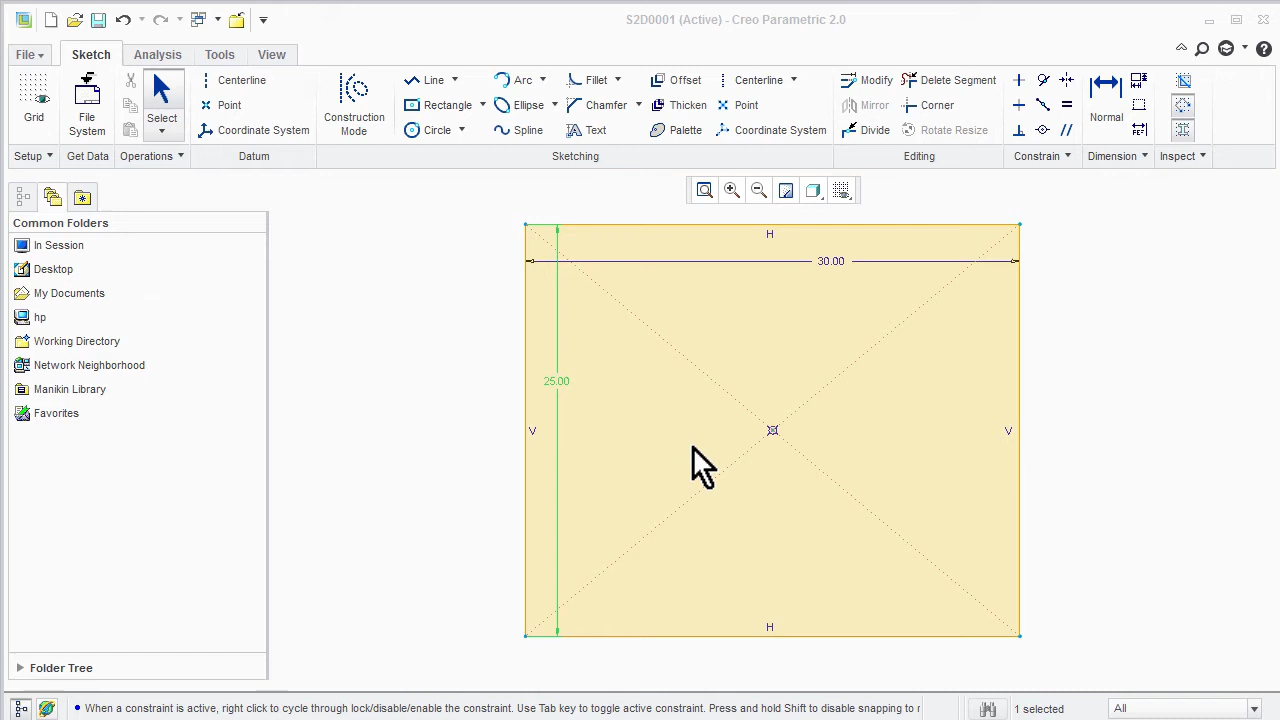 S2D0001 (Active) - Creo Parametric 2.0
File Sketch Analysis Tools View
Grid
File System
Select
Centerline
Point
Coordinate System
Construction Mode
Line Arc Fillet Offset Centerline
Rectangle Ellipse Chamfer Thicken Point
Circle Spline Text Palette Coordinate System
Modify Delete Segment
Mirror Corner
Divide Rotate Resize
Normal
Setup Get Data Operations Datum Sketching Editing Constrain Dimension Inspect
Common Folders
In Session
Desktop
My Documents
hp
Working Directory
Network Neighborhood
Manikin Library
Favorites
Folder Tree
H
30.00
25.00
V V
H
When a constraint is active, right click to cycle through lock/disable/enable the constraint. Use Tab key to toggle active constraint. Press and hold Shift to disable snapping to
1 selected
All